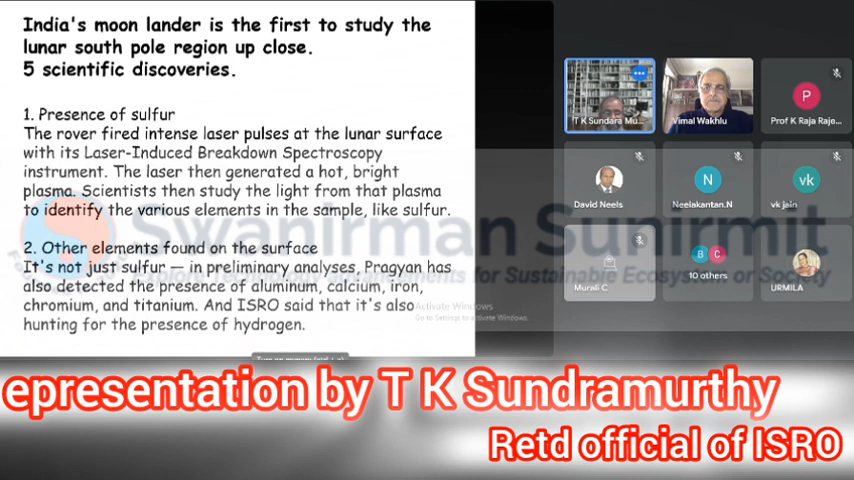 India's moon lander is the first to study the
lunar south pole region up close.
5 scientific discoveries.
1. Presence of sulfur
The rover fired intense laser pulses at the lunar surface
with its Laser-Induced Breakdown Spectroscopy
instrument. The laser then generated a hot, bright
plasma. Scientists then study the light from that plasma
to identify the various elements in the sample, like sulfur.
2. Other elements found on the surface
It's not just sulfur — in preliminary analyses, Pragyan has
also detected the presence of aluminum, calcium, iron,
chromium, and titanium. And ISRO said that it's also
hunting for the presence of hydrogen.
T K Sundara Mu...
Vimal Wakhlu
P
Prof K Raja Raje...
David Neels
N
Neelakantan.N
vk
vk jain
Murali C
B C
10 others
URMILA
Swanirman Sunirmit
for Sustainable Ecosystem or Society
Activate Windows
Go to Settings to activate Windows.
epresentation by T K Sundramurthy
Retd official of ISRO